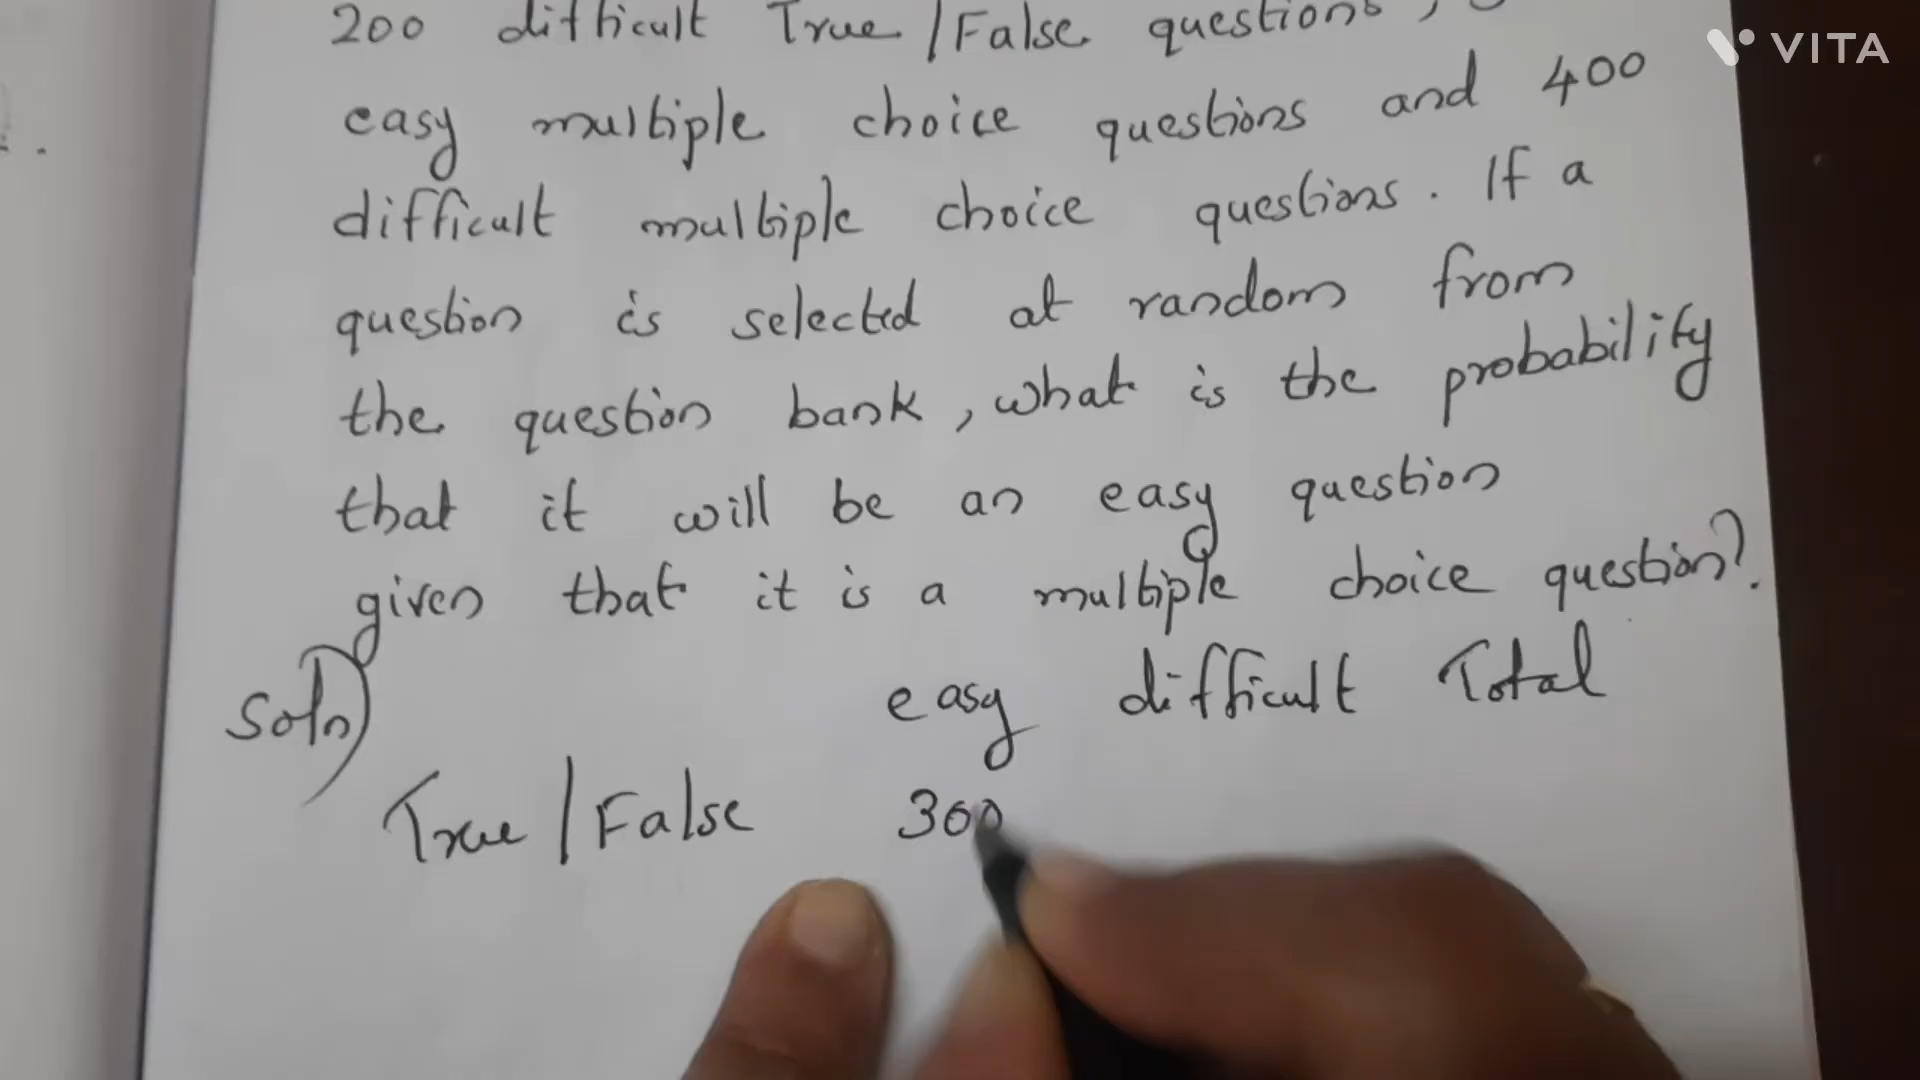 200 difficult True/False questions,
VITA
easy multiple choice questions and 400
difficult multiple choice questions. If a
question is selected at random from
the question bank, what is the probability
that it will be an easy question
given that it is a multiple choice question?
Soln)
easy difficult Total
True/False 300